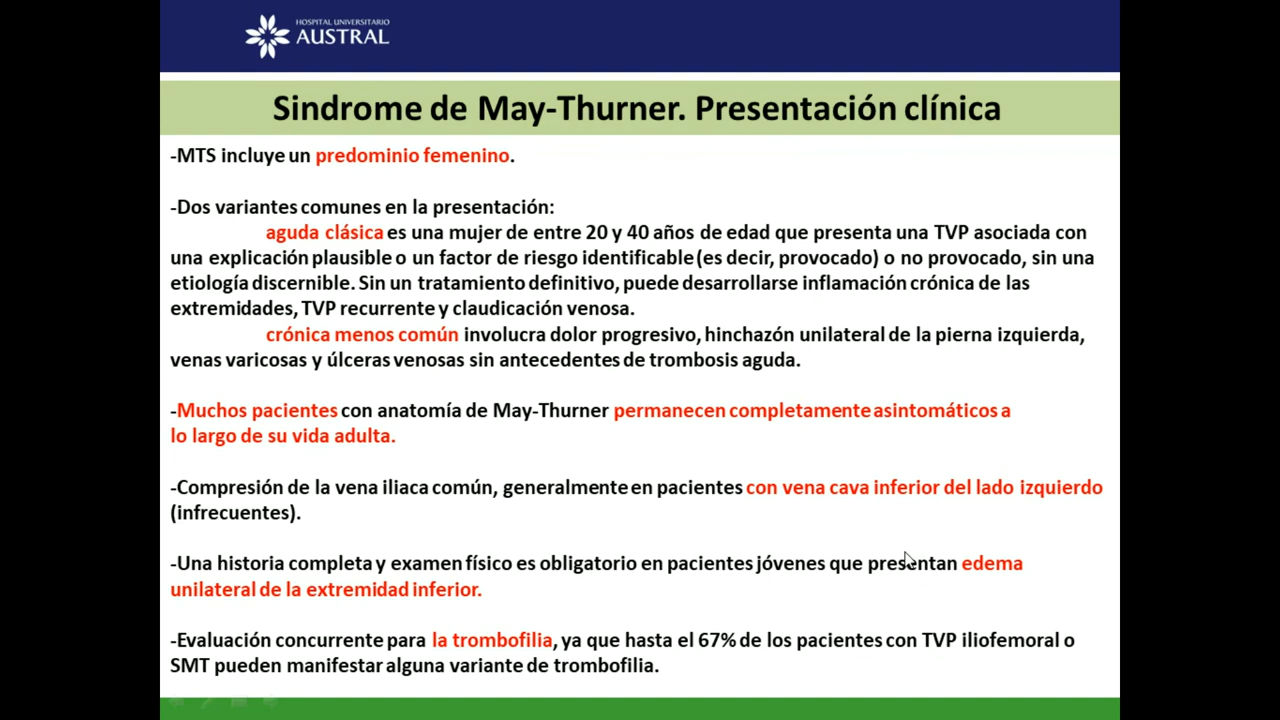 HOSPITAL UNIVERSITARIO
AUSTRAL
Sindrome de May-Thurner. Presentación clínica
-MTS incluye un predominio femenino.
-Dos variantes comunes en la presentación:
aguda clásica es una mujer de entre 20 y 40 años de edad que presenta una TVP asociada con
una explicación plausible o un factor de riesgo identificable (es decir, provocado) o no provocado, sin una
etiología discernible. Sin un tratamiento definitivo, puede desarrollarse inflamación crónica de las
extremidades, TVP recurrente y claudicación venosa.
crónica menos común involucra dolor progresivo, hinchazón unilateral de la pierna izquierda,
venas varicosas y úlceras venosas sin antecedentes de trombosis aguda.
-Muchos pacientes con anatomía de May-Thurner permanecen completamente asintomáticos a
lo largo de su vida adulta.
-Compresión de la vena iliaca común, generalmente en pacientes con vena cava inferior del lado izquierdo
(infrecuentes).
-Una historia completa y examen físico es obligatorio en pacientes jóvenes que presentan edema
unilateral de la extremidad inferior.
-Evaluación concurrente para la trombofilia, ya que hasta el 67% de los pacientes con TVP iliofemoral o
SMT pueden manifestar alguna variante de trombofilia.